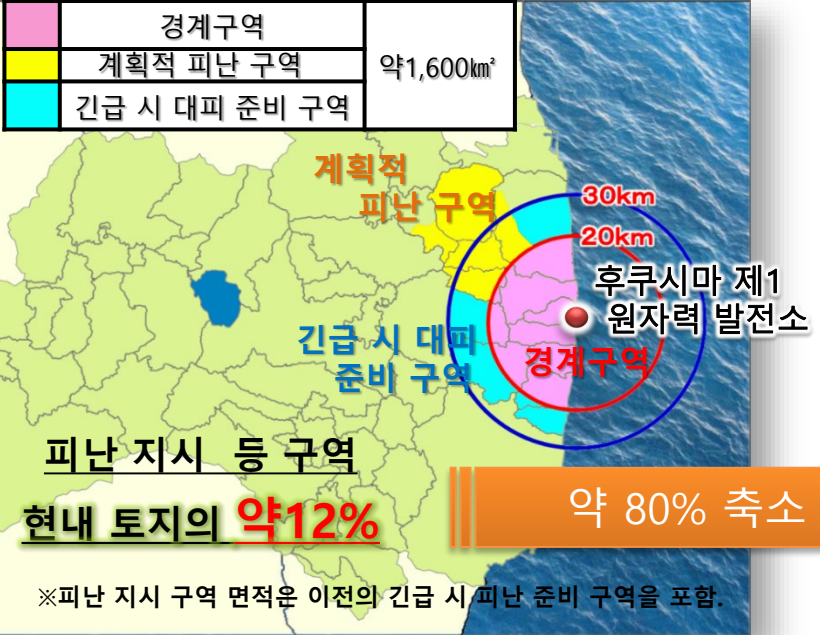 경계구역
계획적 피난 구역
긴급 시 대피 준비 구역
약1,600㎢
계획적
피난 구역
30km
20km
후쿠시마 제1
원자력 발전소
긴급 시 대피
준비 구역
경계구역
피난 지시 등 구역
현내 토지의 약12%
약 80% 축소
※피난 지시 구역 면적은 이전의 긴급 시 피난 준비 구역을 포함.